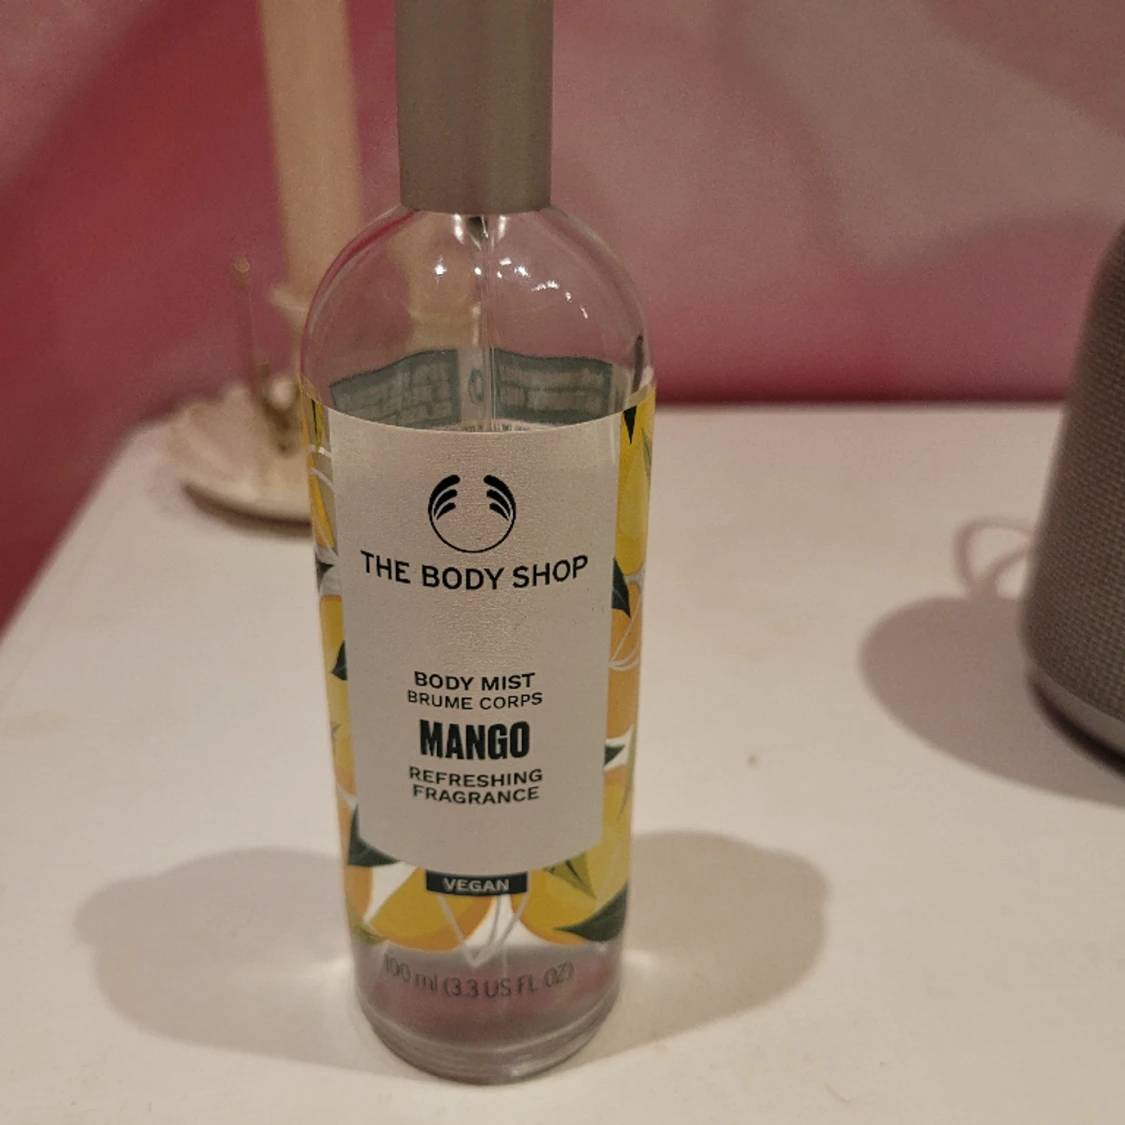 THE BODY SHOP
BODY MIST
BRUME CORPS
MANGO
REFRESHING
FRAGRANCE
VEGAN
100 ml (3.3 US FL OZ)